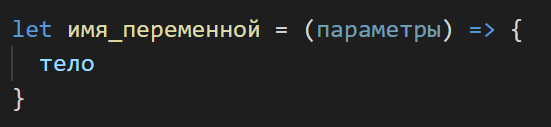 let имя_переменной = (параметры) => {
тело
}